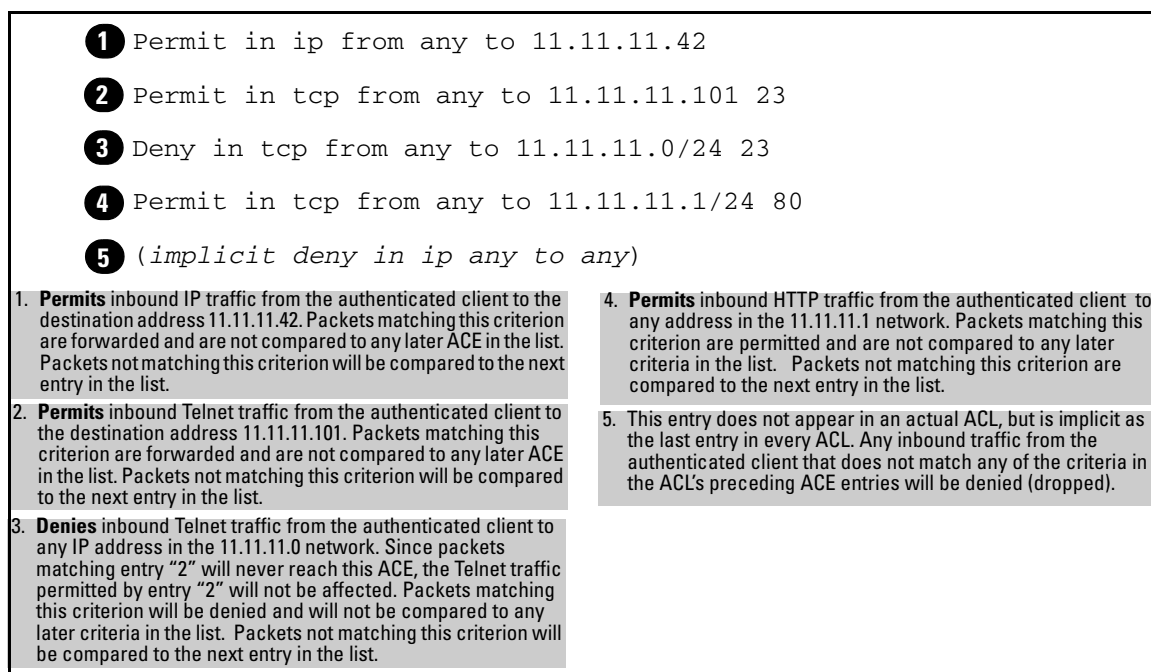 1 Permit in ip from any to 11.11.11.42
2 Permit in tcp from any to 11.11.11.101 23
3 Deny in tcp from any to 11.11.11.0/24 23
4 Permit in tcp from any to 11.11.11.1/24 80
5 (implicit deny in ip any to any)
1. Permits inbound IP traffic from the authenticated client to the
destination address 11.11.11.42. Packets matching this criterion
are forwarded and are not compared to any later ACE in the list.
Packets not matching this criterion will be compared to the next
entry in the list.
2. Permits inbound Telnet traffic from the authenticated client to
the destination address 11.11.11.101. Packets matching this
criterion are forwarded and are not compared to any later ACE
in the list. Packets not matching this criterion will be compared
to the next entry in the list.
3. Denies inbound Telnet traffic from the authenticated client to
any IP address in the 11.11.11.0 network. Since packets
matching entry “2” will never reach this ACE, the Telnet traffic
permitted by entry “2” will not be affected. Packets matching
this criterion will be denied and will not be compared to any
later criteria in the list. Packets not matching this criterion will
be compared to the next entry in the list.
4. Permits inbound HTTP traffic from the authenticated client to
any address in the 11.11.11.1 network. Packets matching this
criterion are permitted and are not compared to any later
criteria in the list. Packets not matching this criterion are
compared to the next entry in the list.
5. This entry does not appear in an actual ACL, but is implicit as
the last entry in every ACL. Any inbound traffic from the
authenticated client that does not match any of the criteria in
the ACL’s preceding ACE entries will be denied (dropped).